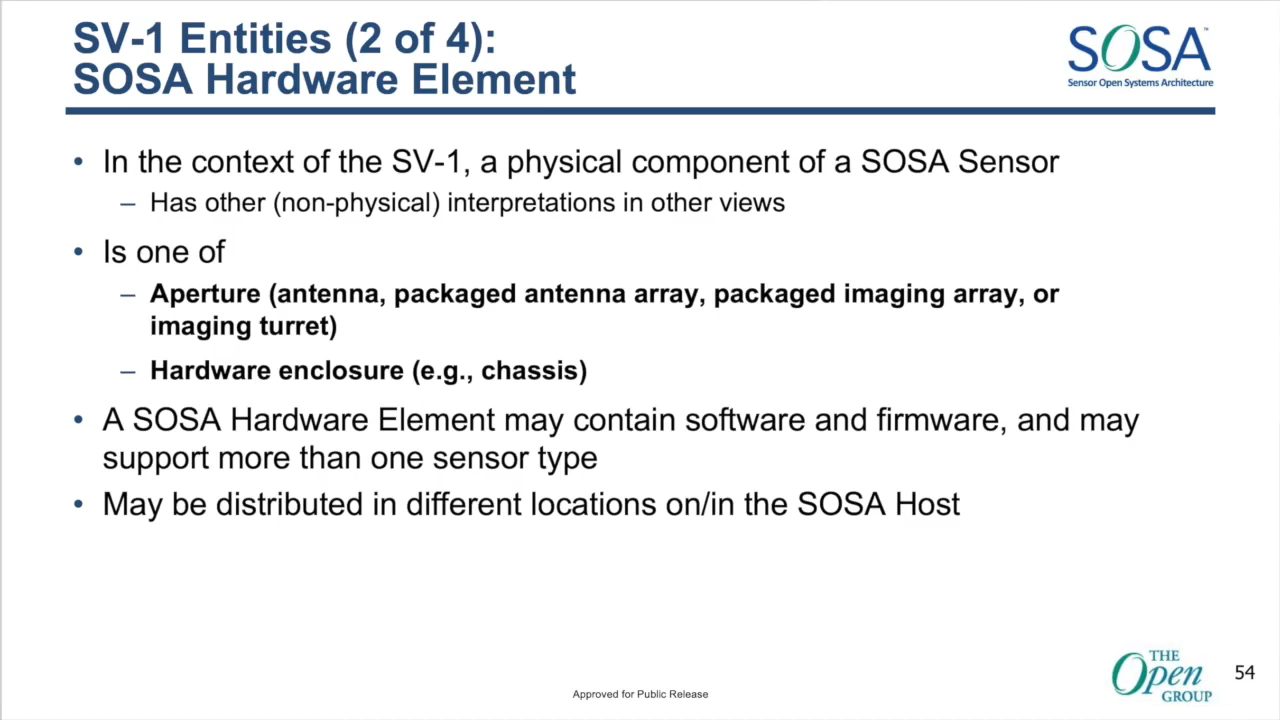 SV-1 Entities (2 of 4):
SOSA Hardware Element
SOSA™
Sensor Open Systems Architecture
• In the context of the SV-1, a physical component of a SOSA Sensor
– Has other (non-physical) interpretations in other views
• Is one of
– Aperture (antenna, packaged antenna array, packaged imaging array, or
imaging turret)
– Hardware enclosure (e.g., chassis)
• A SOSA Hardware Element may contain software and firmware, and may
support more than one sensor type
• May be distributed in different locations on/in the SOSA Host
Approved for Public Release
THE
Open
GROUP
54